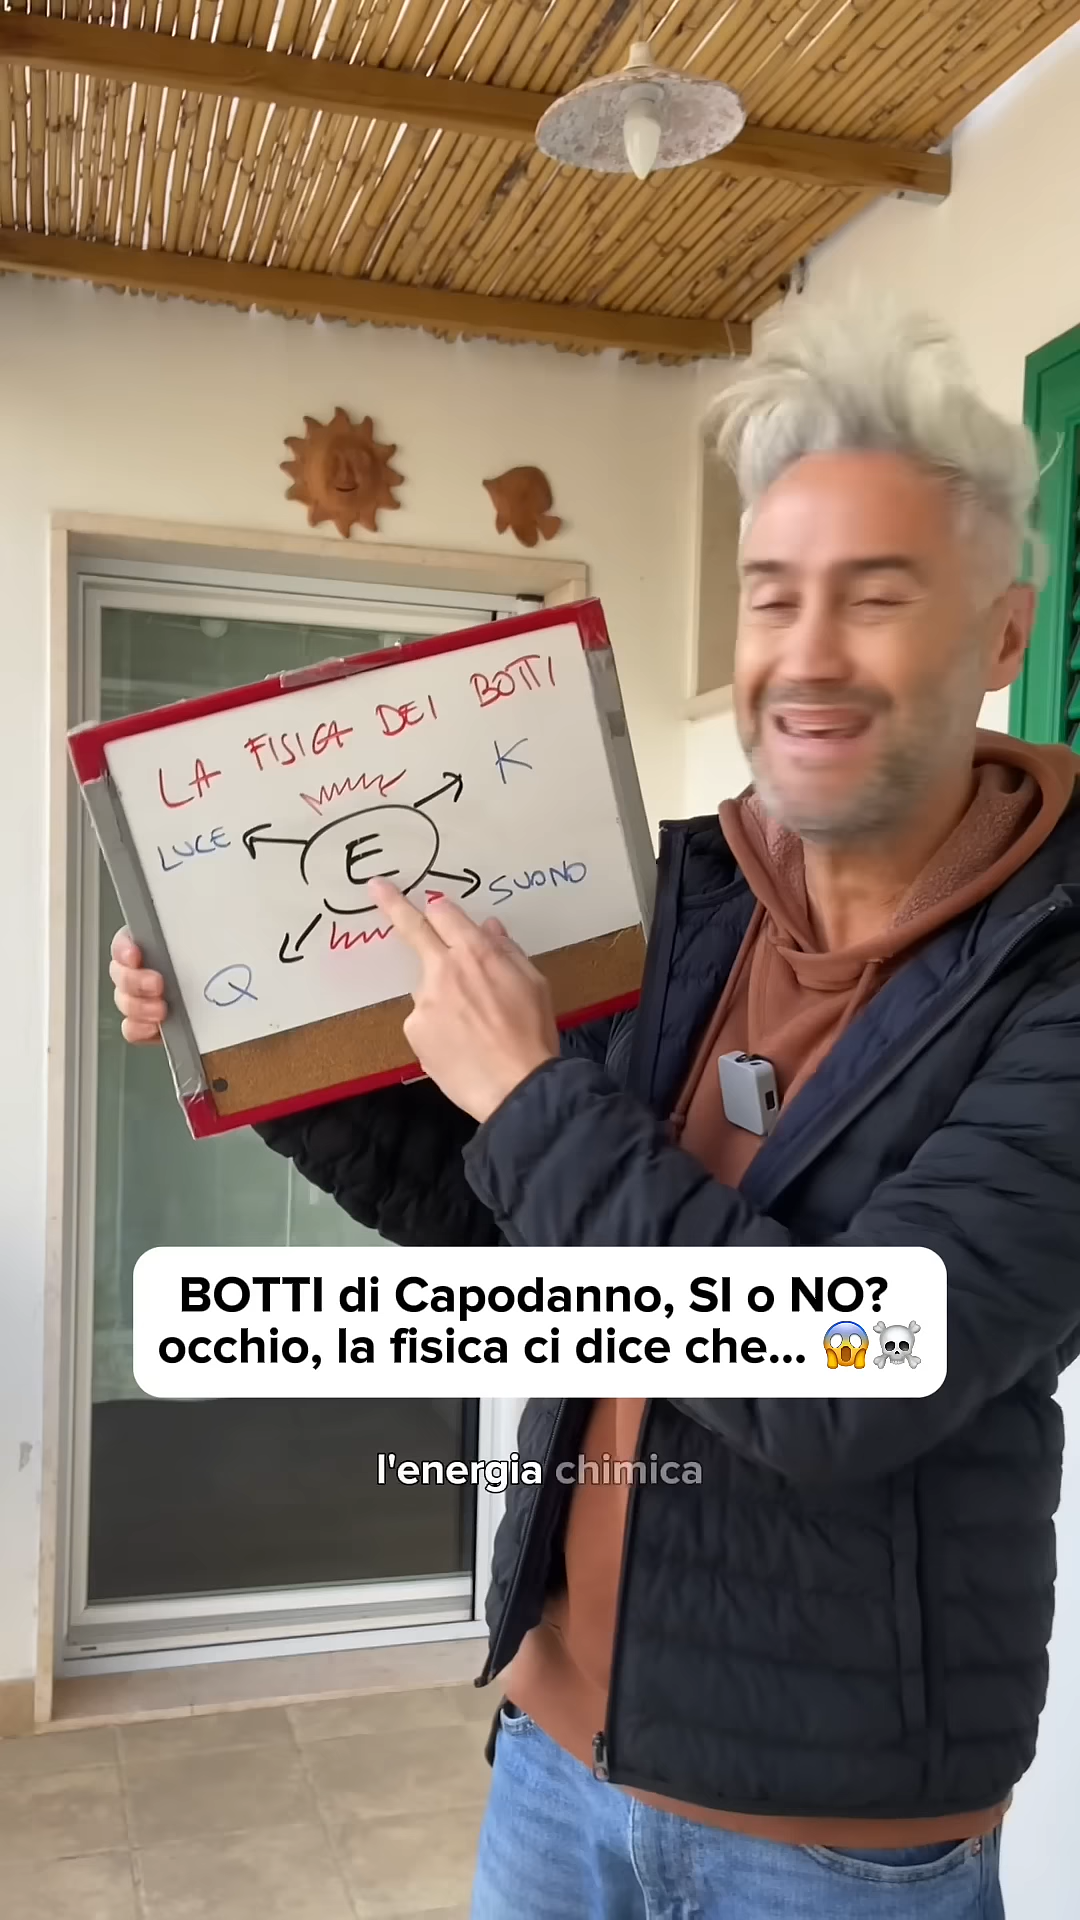 LA FISICA DEI BOTTI
K
LUCE
E
SUONO
Q
BOTTI di Capodanno, SI o NO?
occhio, la fisica ci dice che... 😱☠️
l'energia chimica